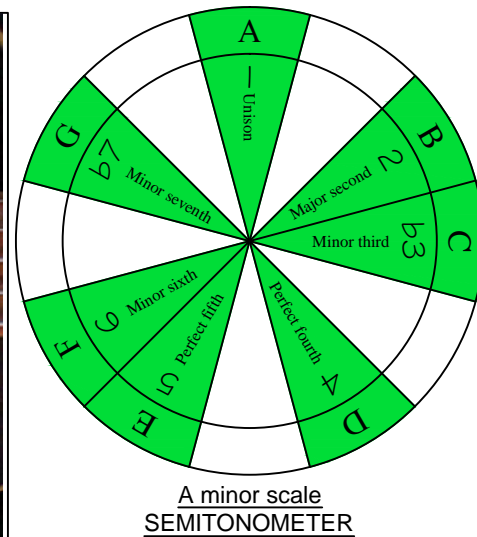 A
1 Unison
B
2 Major second
C
♭3 Minor third
D
4 Perfect fourth
E
5 Perfect fifth
F
6 Minor sixth
G
♭7 Minor seventh
A minor scale
SEMITONOMETER